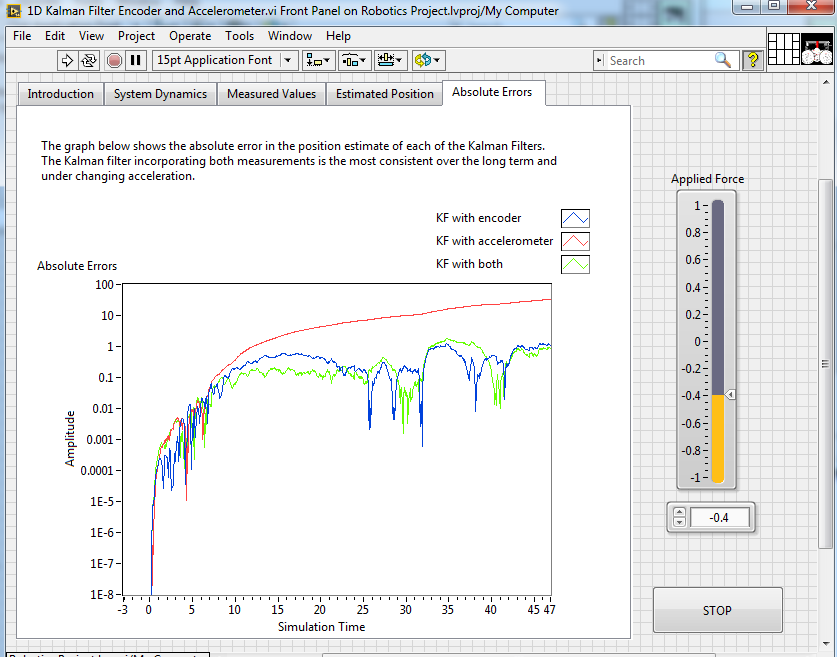 1D Kalman Filter Encoder and Accelerometer.vi Front Panel on Robotics Project.lvproj/My Computer
File Edit View Project Operate Tools Window Help
15pt Application Font
Search
?
Introduction
System Dynamics
Measured Values
Estimated Position
Absolute Errors
The graph below shows the absolute error in the position estimate of each of the Kalman Filters.
The Kalman filter incorporating both measurements is the most consistent over the long term and
under changing acceleration.
KF with encoder
KF with accelerometer
KF with both
Absolute Errors
100
10
1
0.1
0.01
0.001
0.0001
1E-5
1E-6
1E-7
1E-8
Amplitude
-3 0 5 10 15 20 25 30 35 40 45 47
Simulation Time
Applied Force
1
0.8
0.6
0.4
0.2
0
-0.2
-0.4
-0.6
-0.8
-1
-0.4
STOP